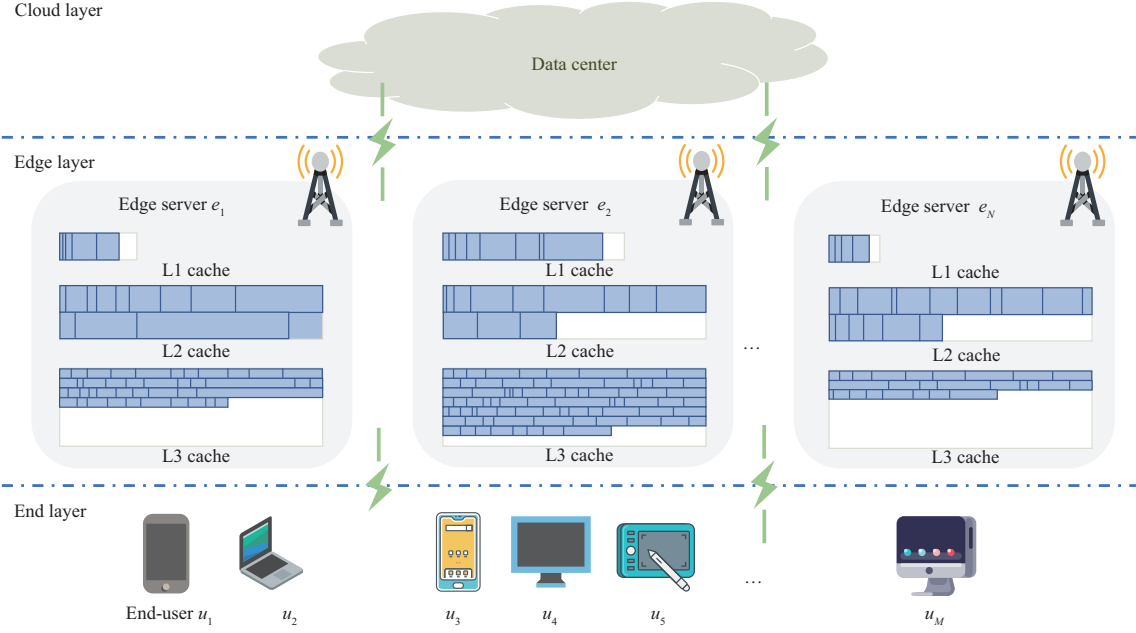 Cloud layer
Data center
Edge layer
Edge server e1
Edge server e2
Edge server eN
L1 cache
L1 cache
L1 cache
L2 cache
L2 cache
L2 cache
...
L3 cache
L3 cache
L3 cache
End layer
...
End-user u1
u2
u3
u4
u5
uM